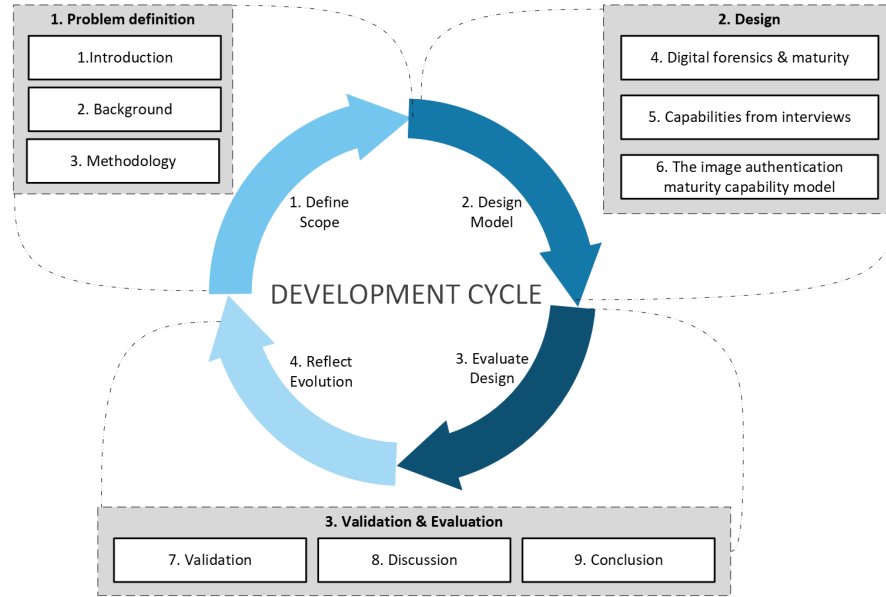 1. Problem definition
1.Introduction
2. Background
3. Methodology
2. Design
4. Digital forensics & maturity
5. Capabilities from interviews
6. The image authentication
maturity capability model
1. Define
Scope
2. Design
Model
DEVELOPMENT CYCLE
4. Reflect
Evolution
3. Evaluate
Design
3. Validation & Evaluation
7. Validation
8. Discussion
9. Conclusion